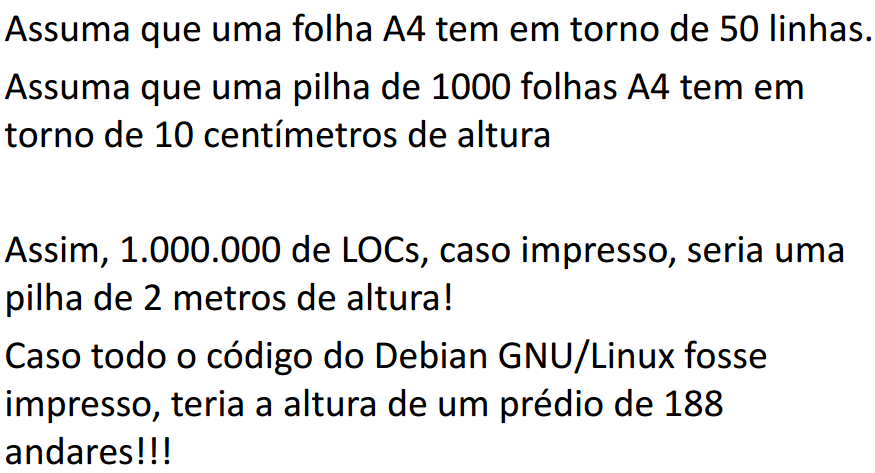 Assuma que uma folha A4 tem em torno de 50 linhas.
Assuma que uma pilha de 1000 folhas A4 tem em
torno de 10 centímetros de altura
Assim, 1.000.000 de LOCs, caso impresso, seria uma
pilha de 2 metros de altura!
Caso todo o código do Debian GNU/Linux fosse
impresso, teria a altura de um prédio de 188
andares!!!